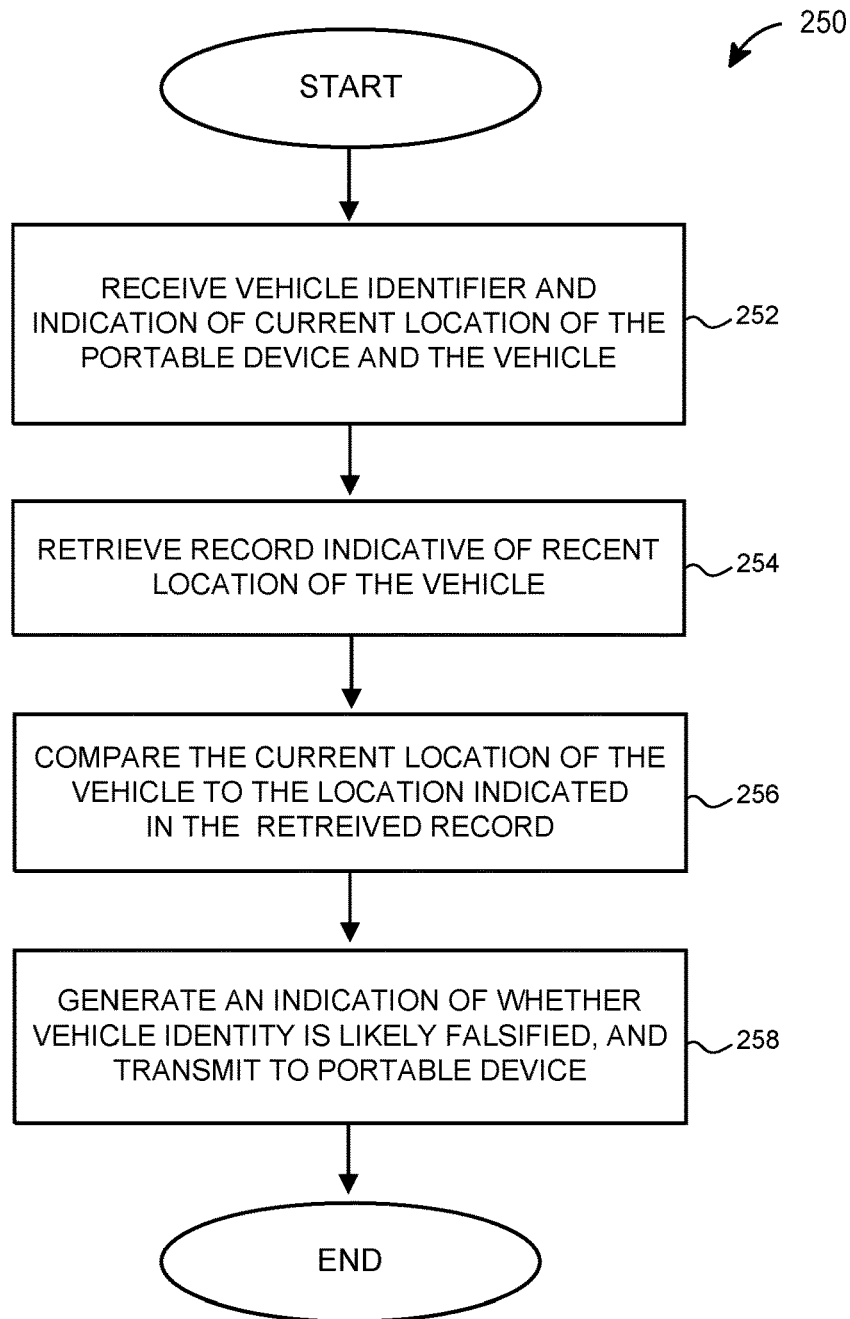 250
START
RECEIVE VEHICLE IDENTIFIER AND
INDICATION OF CURRENT LOCATION OF THE
PORTABLE DEVICE AND THE VEHICLE
252
RETRIEVE RECORD INDICATIVE OF RECENT
LOCATION OF THE VEHICLE
254
COMPARE THE CURRENT LOCATION OF THE
VEHICLE TO THE LOCATION INDICATED
IN THE RETREIVED RECORD
256
GENERATE AN INDICATION OF WHETHER
VEHICLE IDENTITY IS LIKELY FALSIFIED, AND
TRANSMIT TO PORTABLE DEVICE
258
END